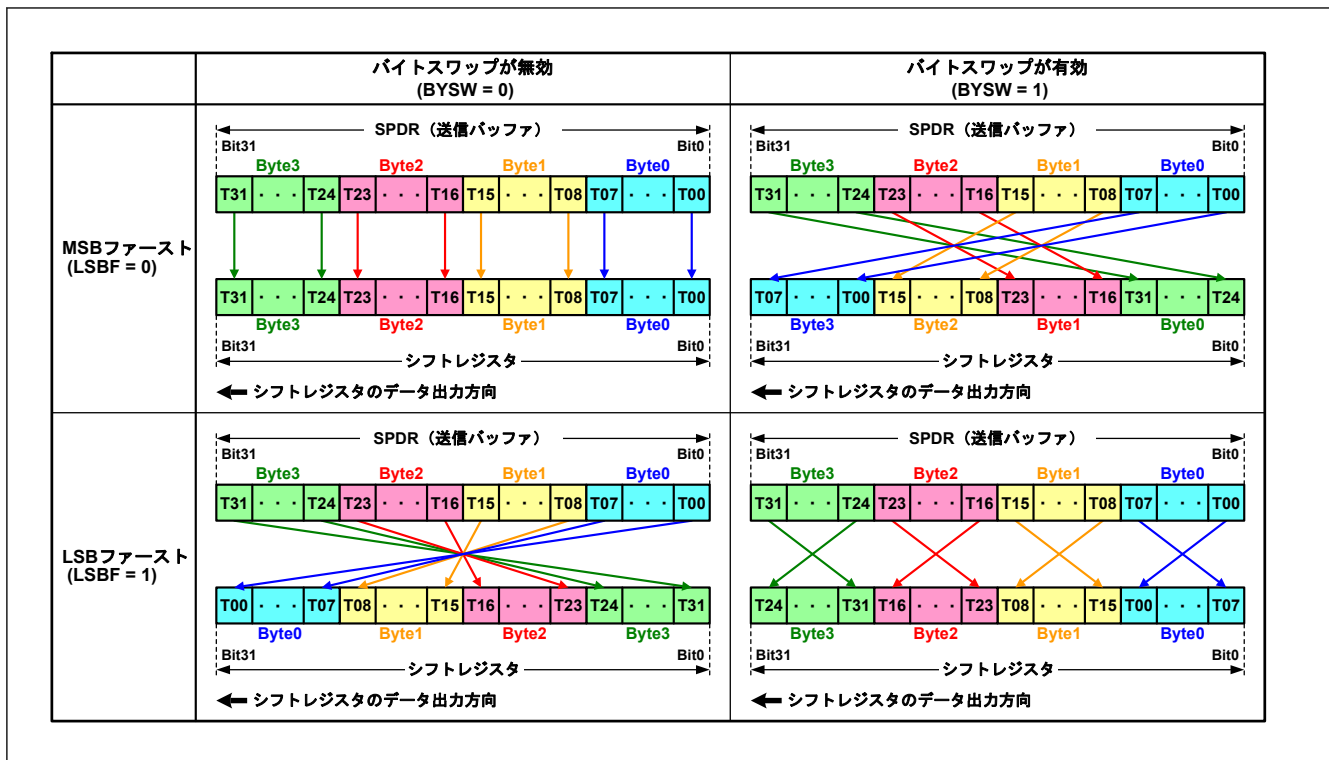 バイトスワップが無効
(BYSW = 0)
バイトスワップが有効
(BYSW = 1)
MSBファースト
(LSBF = 0)
SPDR（送信バッファ）
Bit31 Bit0
Byte3 Byte2 Byte1 Byte0
T31 ・・・ T24 T23 ・・・ T16 T15 ・・・ T08 T07 ・・・ T00
T31 ・・・ T24 T23 ・・・ T16 T15 ・・・ T08 T07 ・・・ T00
Byte3 Byte2 Byte1 Byte0
Bit31 Bit0
シフトレジスタ
シフトレジスタのデータ出力方向
SPDR（送信バッファ）
Bit31 Bit0
Byte3 Byte2 Byte1 Byte0
T31 ・・・ T24 T23 ・・・ T16 T15 ・・・ T08 T07 ・・・ T00
T07 ・・・ T00 T15 ・・・ T08 T23 ・・・ T16 T31 ・・・ T24
Byte3 Byte2 Byte1 Byte0
Bit31 Bit0
シフトレジスタ
シフトレジスタのデータ出力方向
LSBファースト
(LSBF = 1)
SPDR（送信バッファ）
Bit31 Bit0
Byte3 Byte2 Byte1 Byte0
T31 ・・・ T24 T23 ・・・ T16 T15 ・・・ T08 T07 ・・・ T00
T00 ・・・ T07 T08 ・・・ T15 T16 ・・・ T23 T24 ・・・ T31
Byte0 Byte1 Byte2 Byte3
Bit31 Bit0
シフトレジスタ
シフトレジスタのデータ出力方向
SPDR（送信バッファ）
Bit31 Bit0
Byte3 Byte2 Byte1 Byte0
T31 ・・・ T24 T23 ・・・ T16 T15 ・・・ T08 T07 ・・・ T00
T24 ・・・ T31 T16 ・・・ T23 T08 ・・・ T15 T00 ・・・ T07
Byte3 Byte2 Byte1 Byte0
Bit31 Bit0
シフトレジスタ
シフトレジスタのデータ出力方向